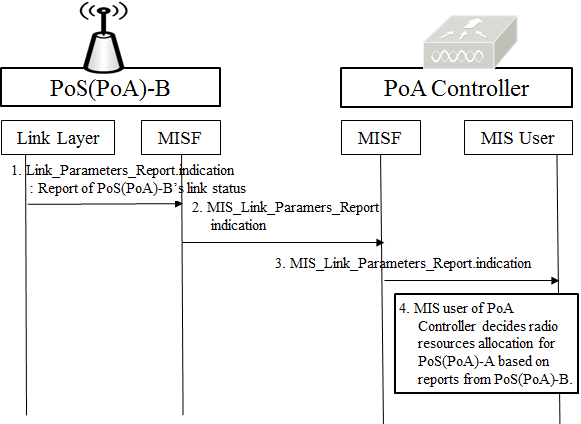 PoS(PoA)-B
PoA Controller
Link Layer
MISF
MISF
MIS User
1. Link_Parameters_Report.indication
: Report of PoS(PoA)-B's link status
2. MIS_Link_Paramers_Report
indication
3. MIS_Link_Parameters_Report.indication
4. MIS user of PoA
Controller decides radio
resources allocation for
PoS(PoA)-A based on
reports from PoS(PoA)-B.